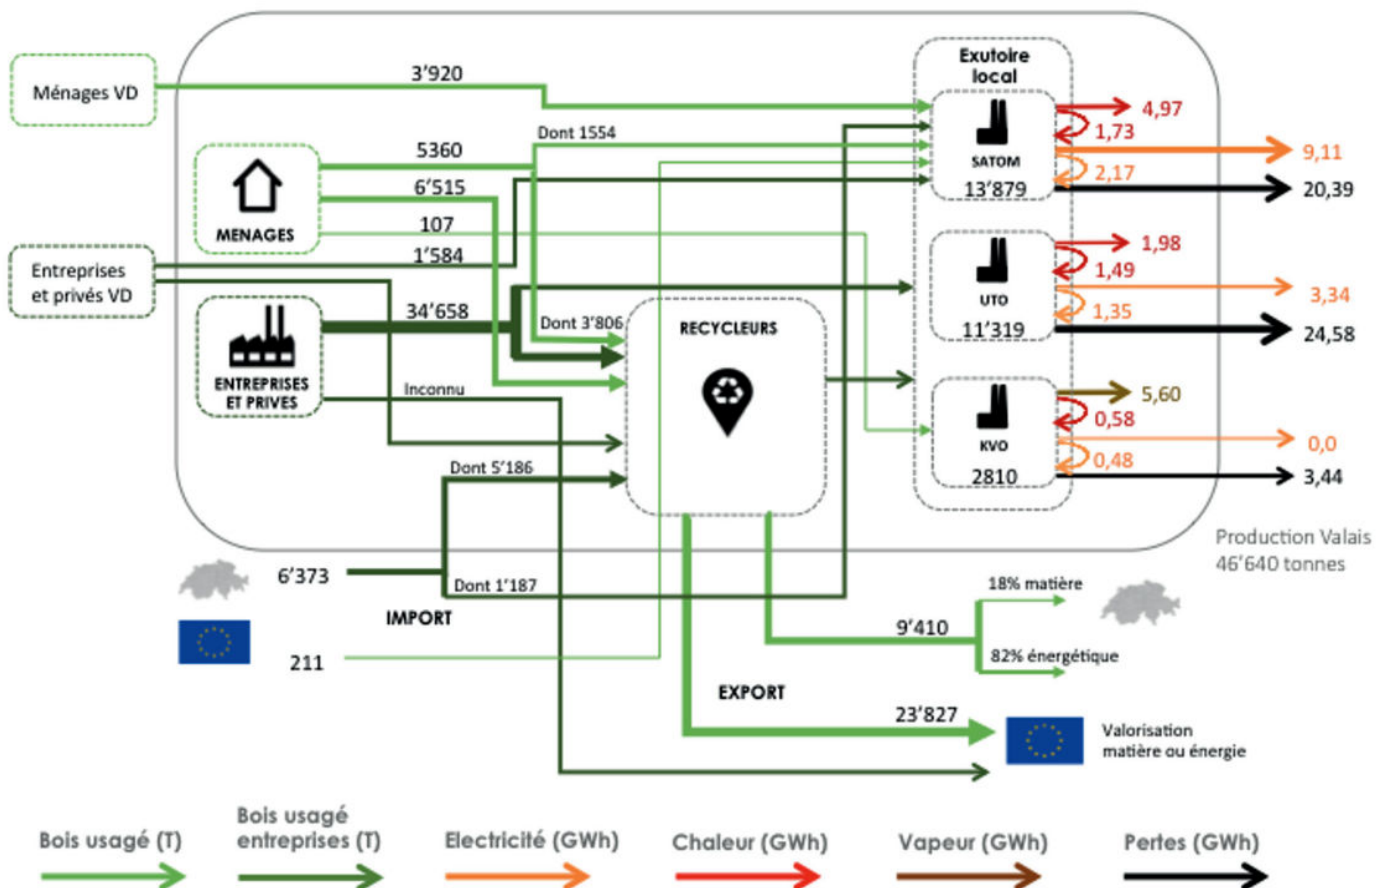 Ménages VD
3'920
Exutoire
local
4,97
1,73
SATOM
13'879
9,11
2,17
20,39
Dont 1554
5360
6'515
MENAGES
107
Entreprises
et privés VD
1'584
34'658
Dont 3'806
RECYCLEURS
1,98
1,49
UTO
11'319
3,34
1,35
24,58
ENTREPRISES
ET PRIVES
Inconnu
5,60
0,58
KVO
2810
0,0
0,48
3,44
Dont 5'186
Production Valais
46'640 tonnes
6'373
Dont 1'187
IMPORT
211
18% matière
9'410
82% énergétique
EXPORT
23'827
Valorisation
matière ou énergie
Bois usagé (T)
Bois usagé
entreprises (T)
Electricité (GWh)
Chaleur (GWh)
Vapeur (GWh)
Pertes (GWh)